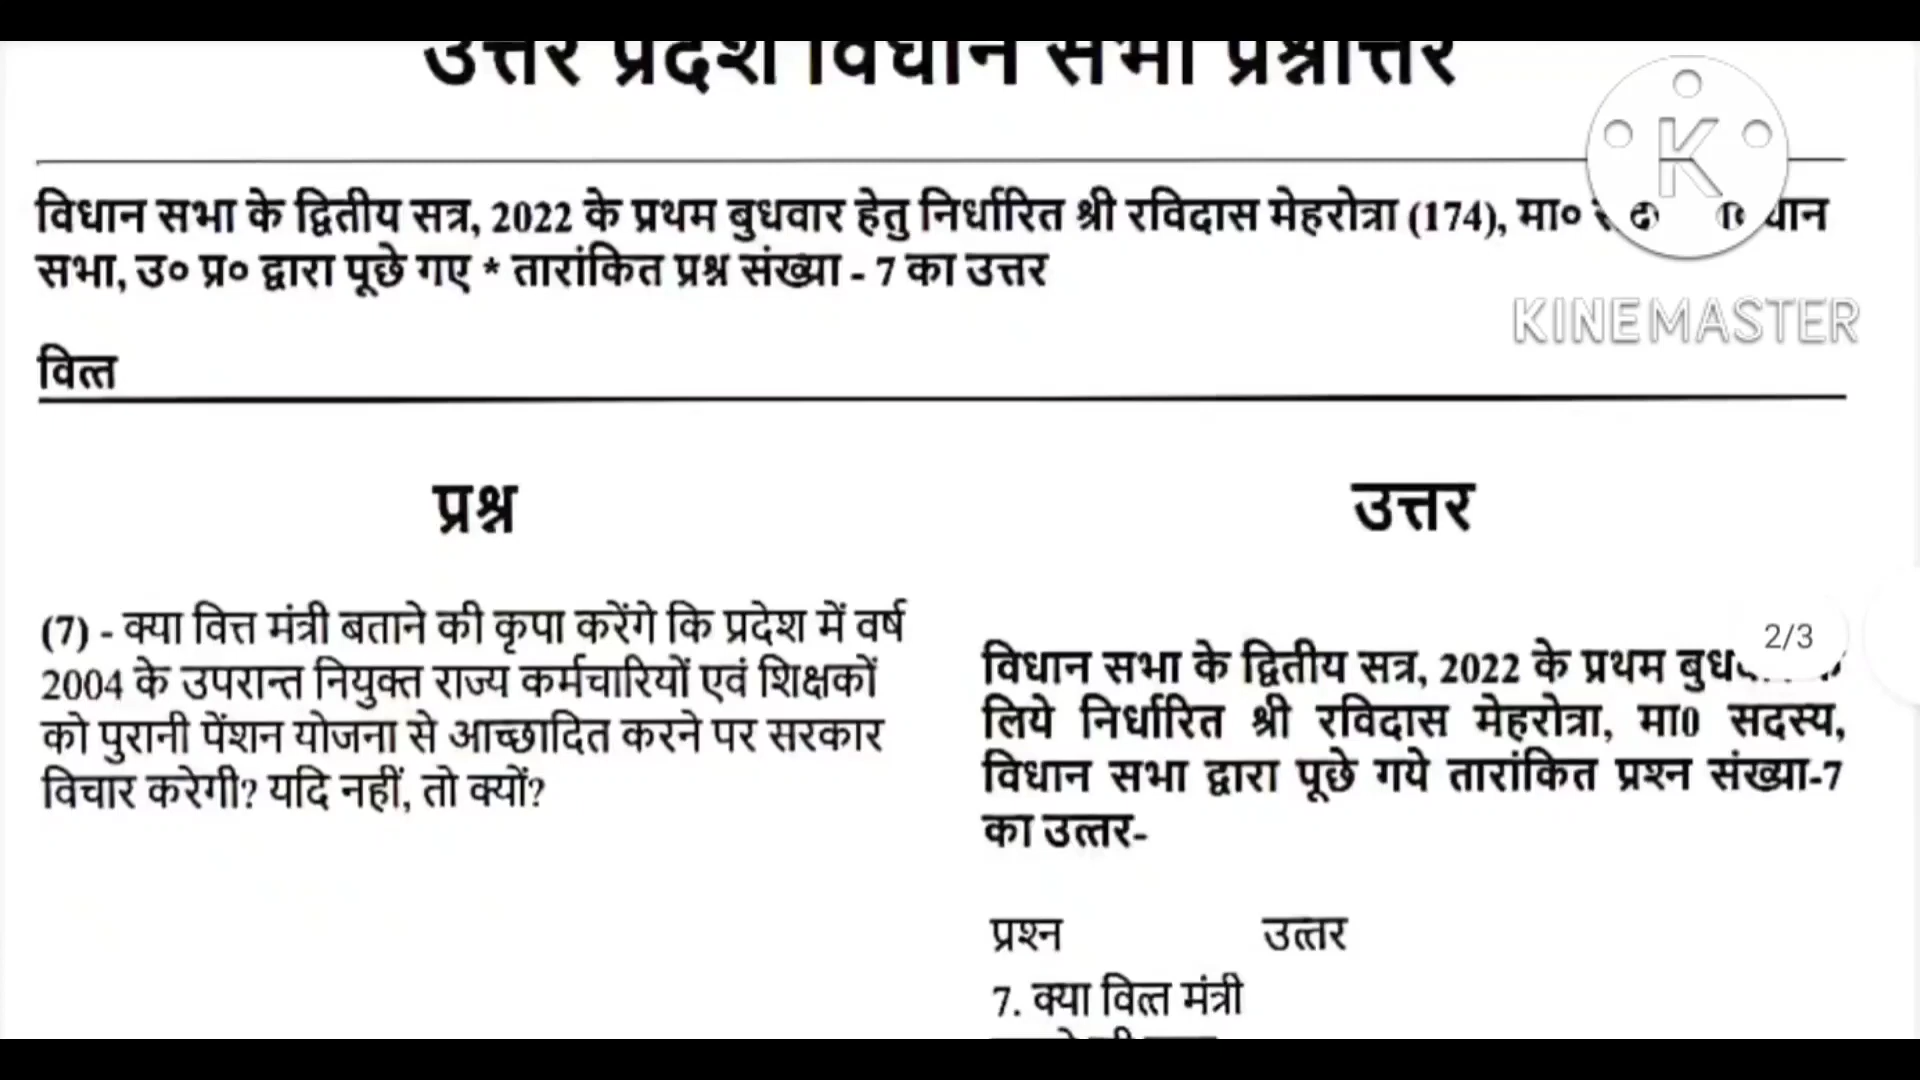 उत्तर प्रदेश विधान सभा प्रश्नोत्तर
विधान सभा के द्वितीय सत्र, 2022 के प्रथम बुधवार हेतु निर्धारित श्री रविदास मेहरोत्रा (174), मा०
सभा, उ० प्र० द्वारा पूछे गए * तारांकित प्रश्न संख्या - 7 का उत्तर
K
KINEMASTER
वित्त
प्रश्न
उत्तर
(7) - क्या वित्त मंत्री बताने की कृपा करेंगे कि प्रदेश में वर्ष
2004 के उपरान्त नियुक्त राज्य कर्मचारियों एवं शिक्षकों
को पुरानी पेंशन योजना से आच्छादित करने पर सरकार
विचार करेगी? यदि नहीं, तो क्यों?
2/3
विधान सभा के द्वितीय सत्र, 2022 के प्रथम
लिये निर्धारित श्री रविदास मेहरोत्रा, मा0 सदस्य,
विधान सभा द्वारा पूछे गये तारांकित प्रश्न संख्या-7
का उत्तर-
प्रश्न उत्तर
7. क्या वित्त मंत्री